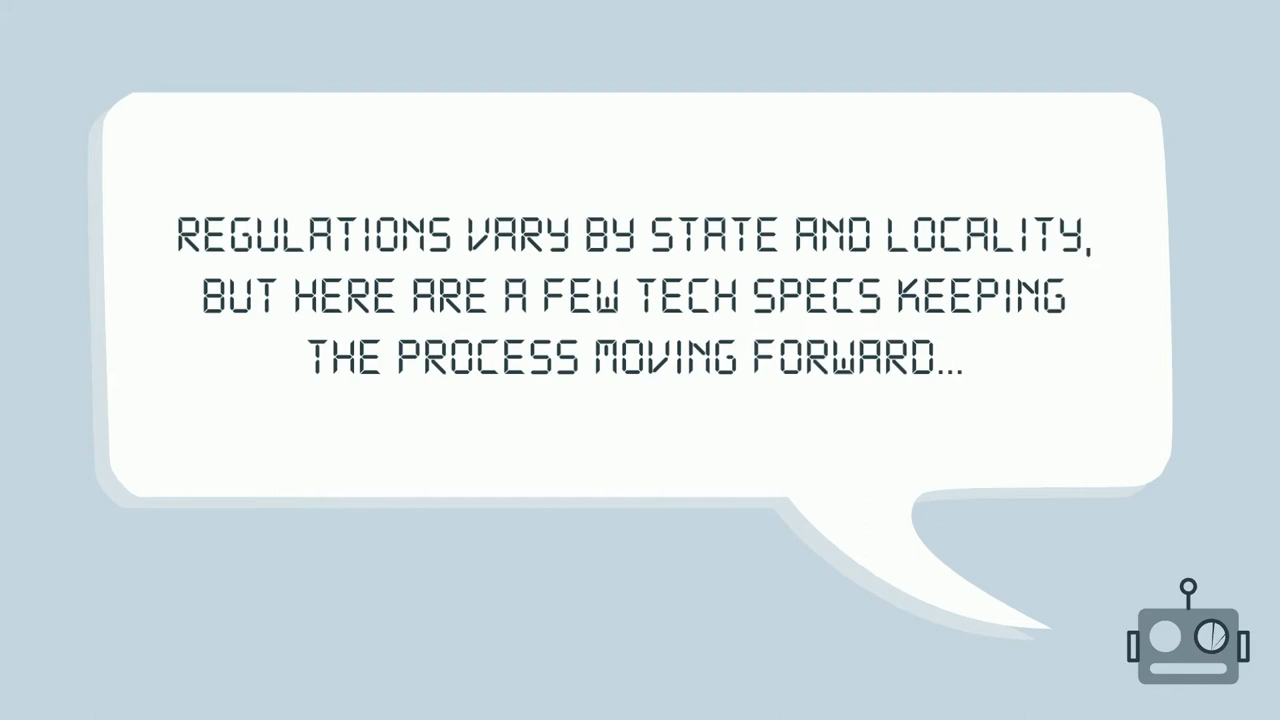 REGULATIONS VARY BY STATE AND LOCALITY,
BUT HERE ARE A FEW TECH SPECS KEEPING
THE PROCESS MOVING FORWARD...